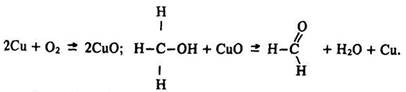 H O
2Cu + O₂ ⇄ 2CuO; H–C–OH + CuO ⇄ H–C + H₂O + Cu.
H H